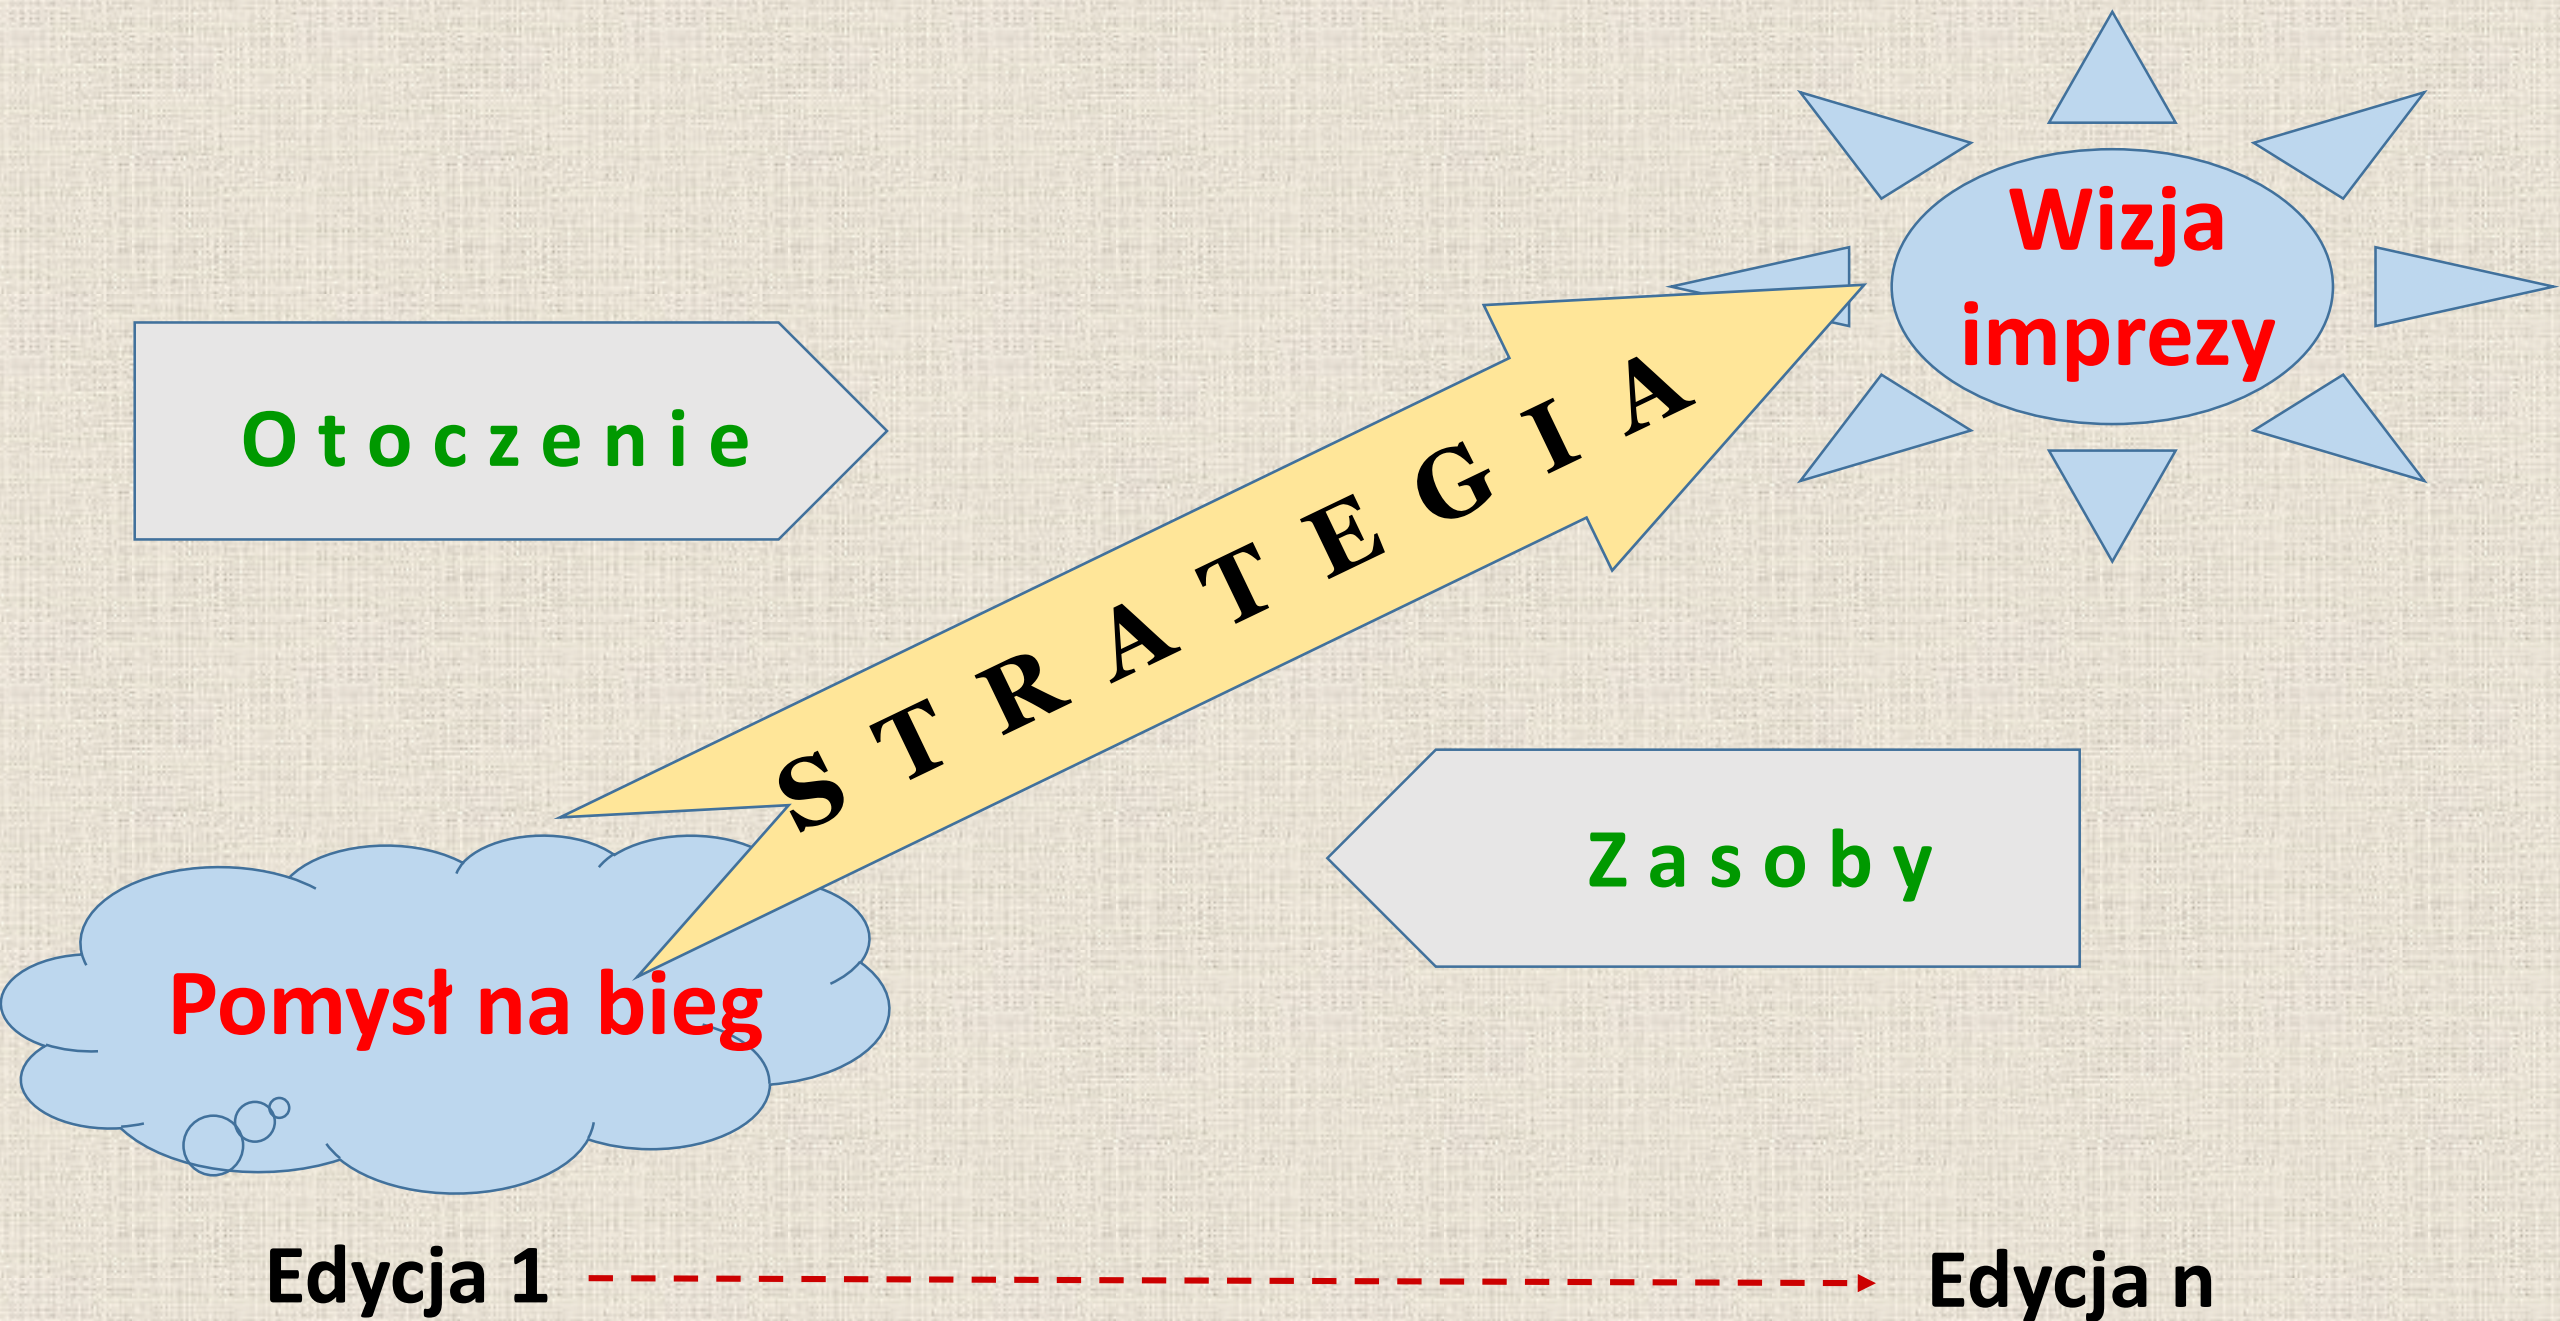 Wizja
imprezy
Otoczenie
STRATEGIA
Zasoby
Pomysł na bieg
Edycja 1
Edycja n